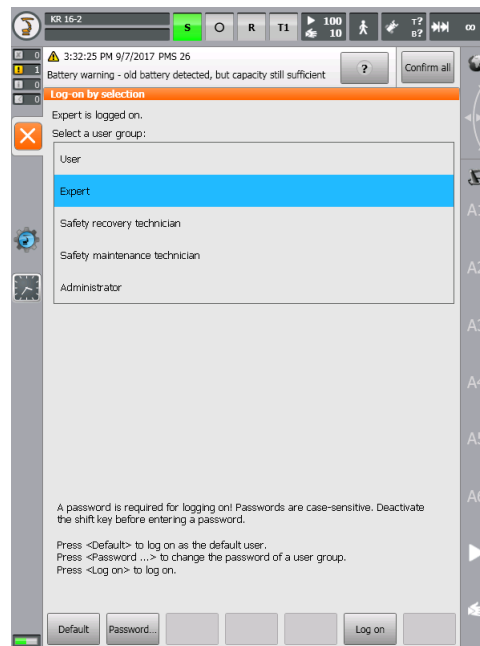 KR 16-2
S O R T1 100 10 T? B?
0
1
0
0
3:32:25 PM 9/7/2017 PMS 26
Battery warning - old battery detected, but capacity still sufficient
?
Confirm all
Log-on by selection
Expert is logged on.
Select a user group:
User
Expert
Safety recovery technician
Safety maintenance technician
Administrator
A1
A2
A3
A4
A5
A6
A password is required for logging on! Passwords are case-sensitive. Deactivate
the shift key before entering a password.
Press <Default> to log on as the default user.
Press <Password ...> to change the password of a user group.
Press <Log on> to log on.
Default Password... Log on